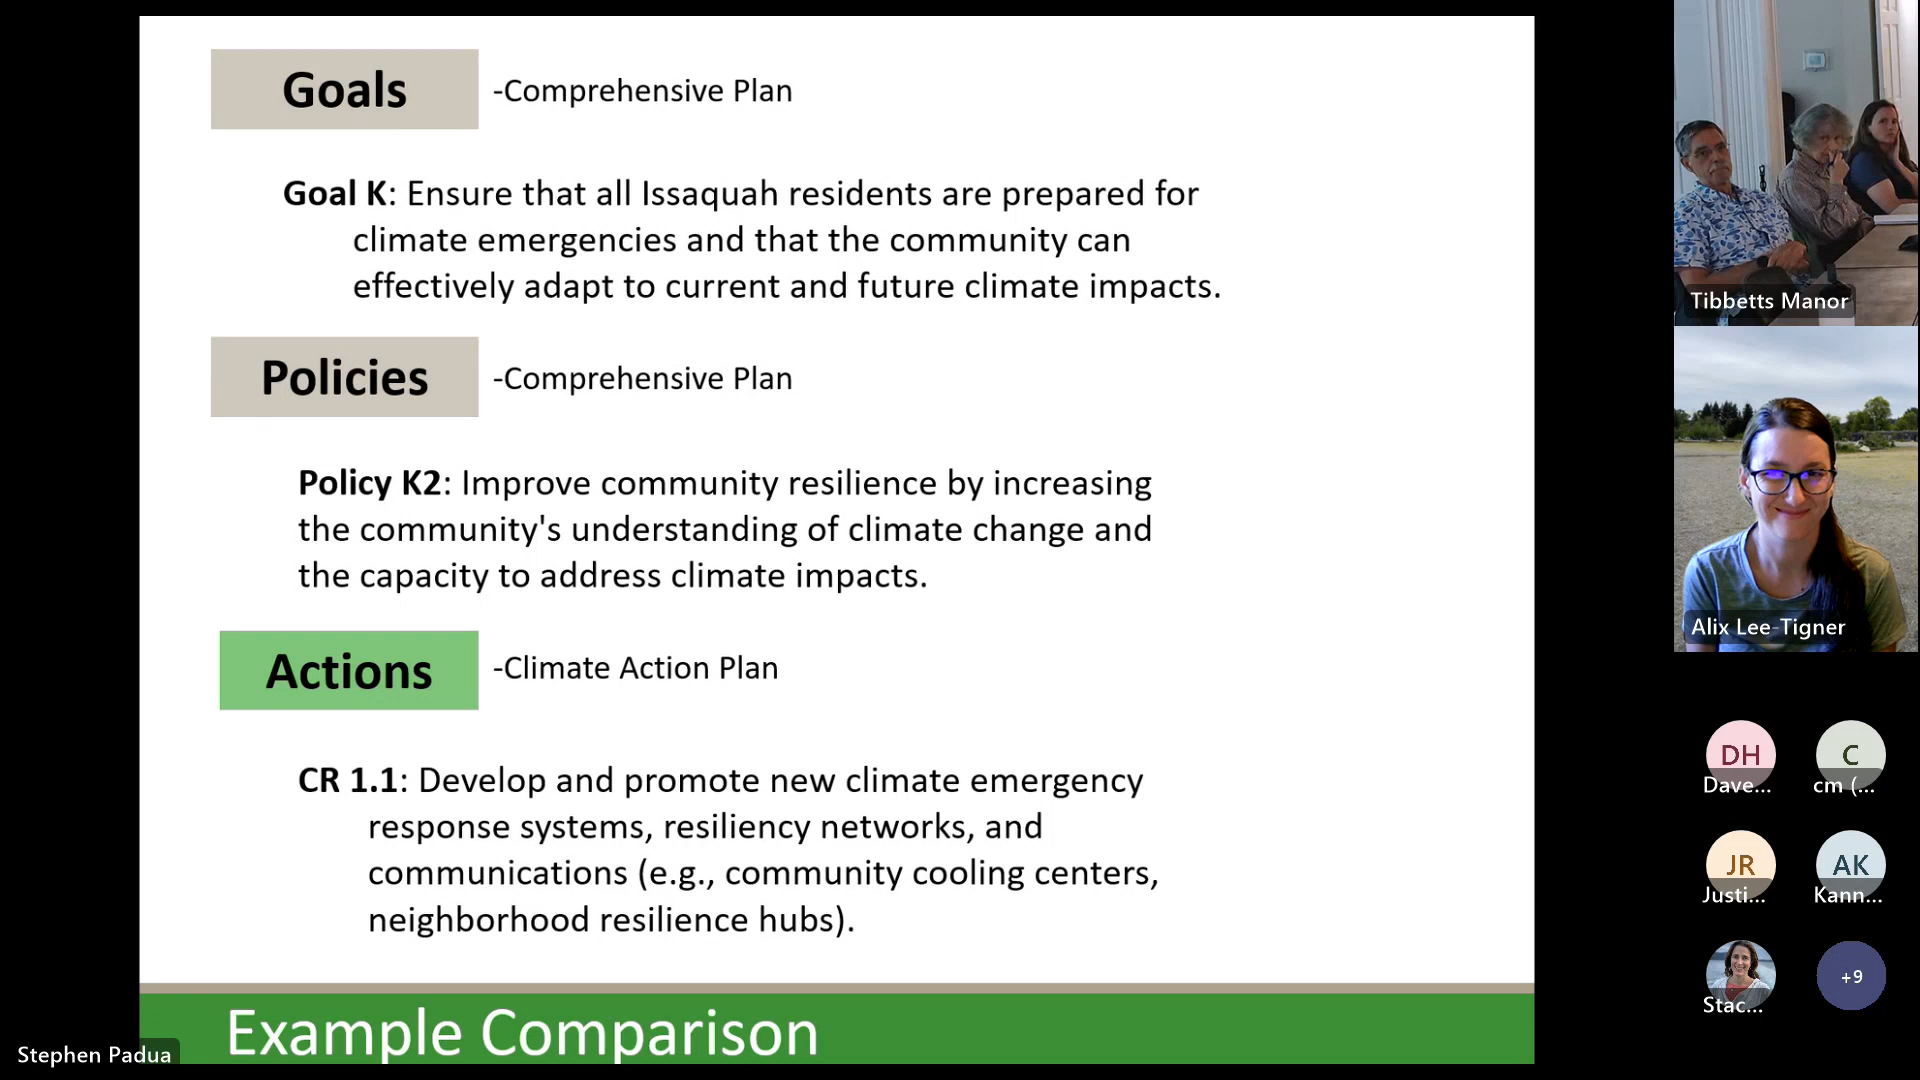 Goals
-Comprehensive Plan
Goal K: Ensure that all Issaquah residents are prepared for
climate emergencies and that the community can
effectively adapt to current and future climate impacts.
Policies
-Comprehensive Plan
Policy K2: Improve community resilience by increasing
the community's understanding of climate change and
the capacity to address climate impacts.
Actions
-Climate Action Plan
CR 1.1: Develop and promote new climate emergency
response systems, resiliency networks, and
communications (e.g., community cooling centers,
neighborhood resilience hubs).
Example Comparison
Stephen Padua
Tibbetts Manor
Alix Lee-Tigner
DH
Dave...
C
cm (...
JR
Justi...
AK
Kann...
Stac...
+9